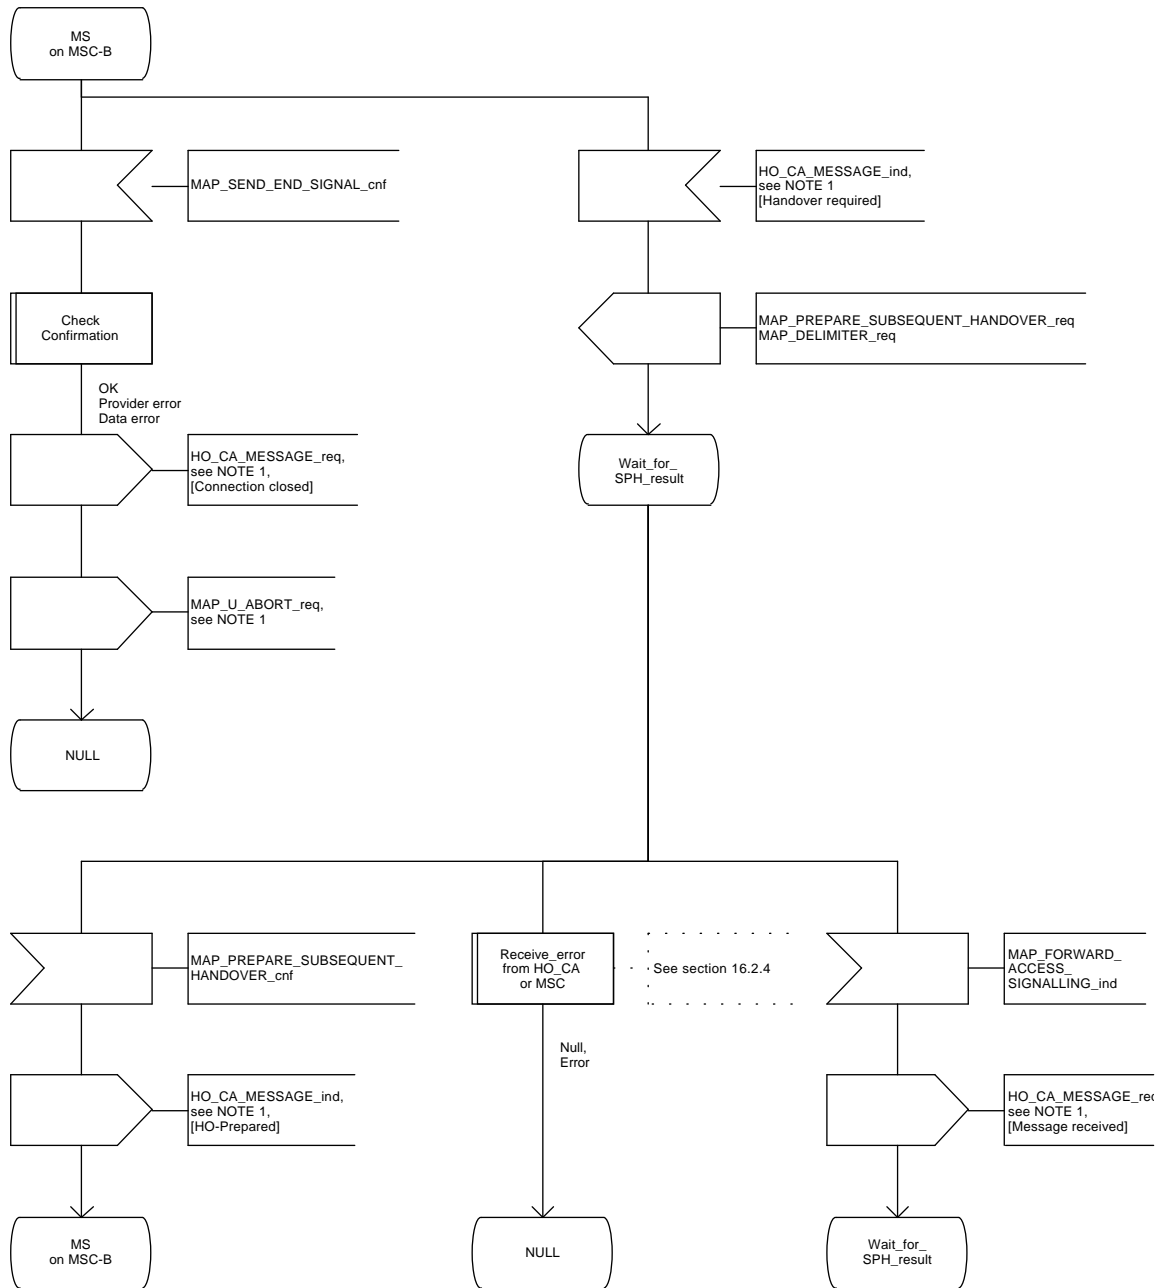 MS
on MSC-B
MAP_SEND_END_SIGNAL_cnf
HO_CA_MESSAGE_ind,
see NOTE 1
[Handover required]
Check
Confirmation
MAP_PREPARE_SUBSEQUENT_HANDOVER_req
MAP_DELIMITER_req
OK
Provider error
Data error
HO_CA_MESSAGE_req,
see NOTE 1,
[Connection closed]
Wait_for_
SPH_result
MAP_U_ABORT_req,
see NOTE 1
NULL
MAP_PREPARE_SUBSEQUENT_
HANDOVER_cnf
Receive_error
from HO_CA
or MSC
See section 16.2.4
MAP_FORWARD_
ACCESS_
SIGNALLING_ind
Null,
Error
HO_CA_MESSAGE_ind,
see NOTE 1,
[HO-Prepared]
HO_CA_MESSAGE_req
see NOTE 1,
[Message received]
MS
on MSC-B
NULL
Wait_for_
SPH_result